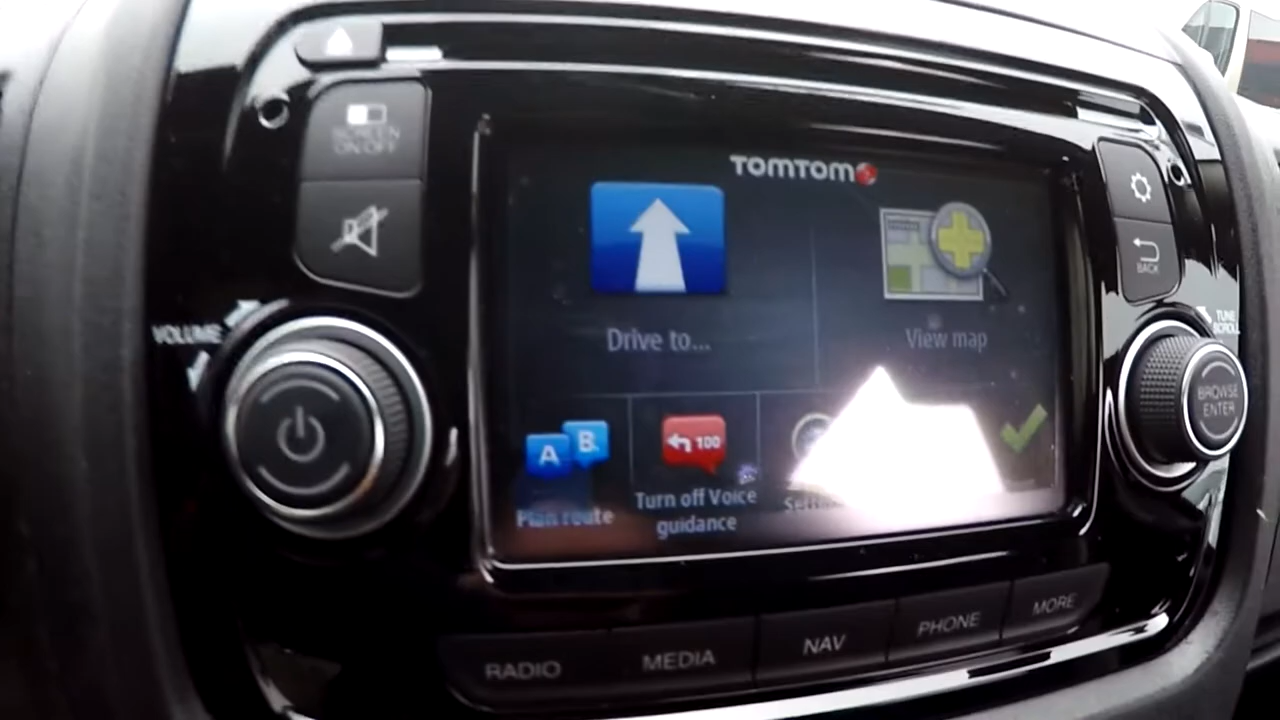 SCREEN
ON/OFF
TOMTOM
BACK
VOLUME
TUNE
SCROLL
Drive to...
View map
BROWSE
ENTER
A
B
100
Plan route
Turn off Voice
guidance
RADIO
MEDIA
NAV
PHONE
MORE